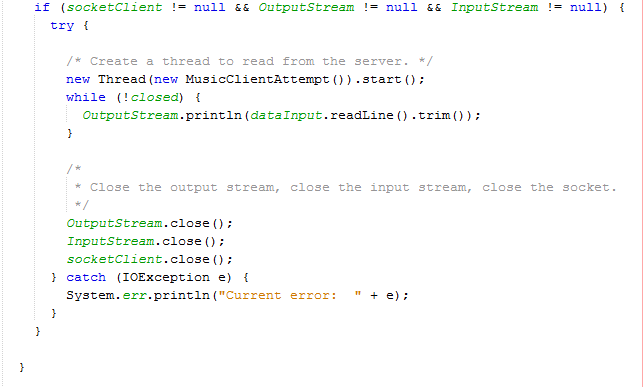 if (socketClient != null && OutputStream != null && InputStream != null) {
try {
/* Create a thread to read from the server. */
new Thread(new MusicClientAttempt()).start();
while (!closed) {
OutputStream.println(dataInput.readLine().trim());
}
/*
* Close the output stream, close the input stream, close the socket.
*/
OutputStream.close();
InputStream.close();
socketClient.close();
} catch (IOException e) {
System.err.println("Current error:  " + e);
}
}
}